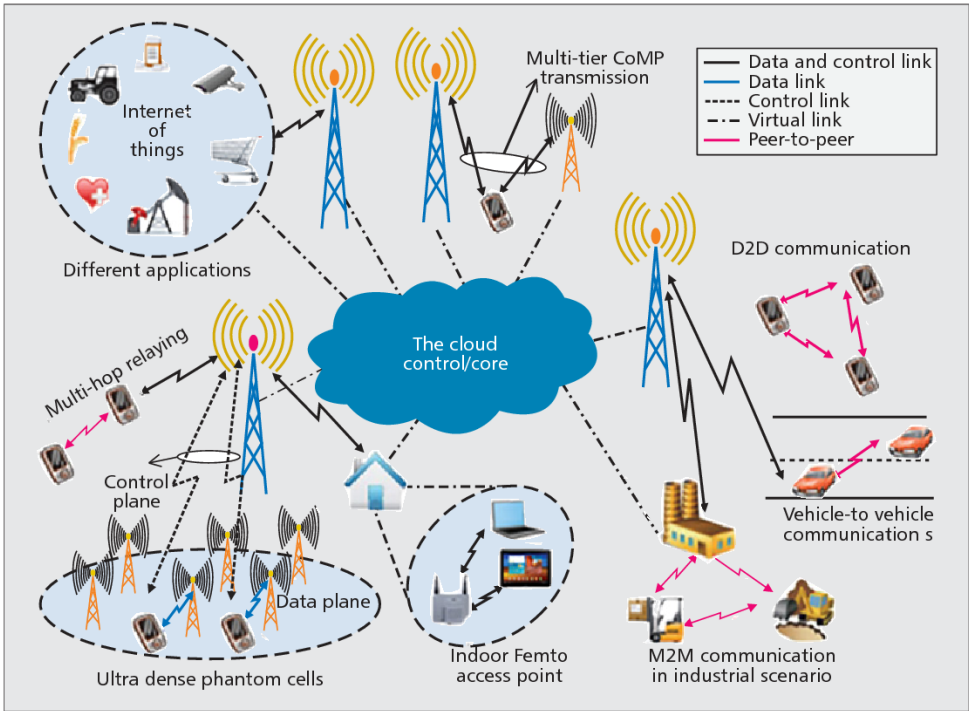 Multi-tier CoMP
transmission
Data and control link
Data link
Control link
Virtual link
Peer-to-peer
Internet
of
things
Different applications
D2D communication
The cloud
control/core
Multi-hop relaying
Control
plane
Data plane
Ultra dense phantom cells
Indoor Femto
access point
Vehicle-to vehicle
communication s
M2M communication
in industrial scenario